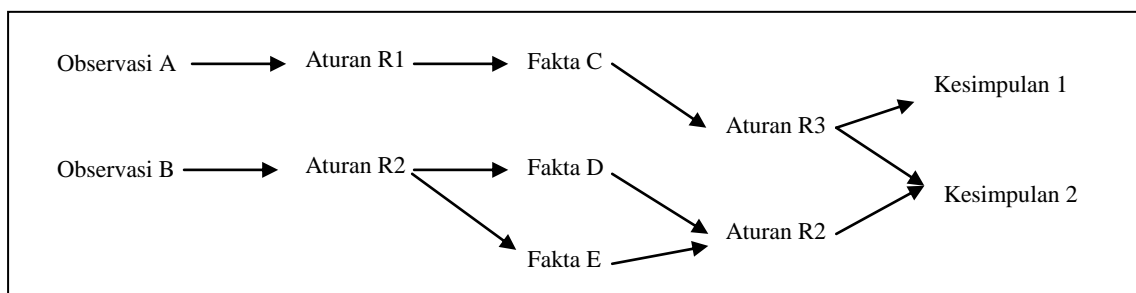 Observasi A
Aturan R1
Fakta C
Kesimpulan 1
Aturan R3
Observasi B
Aturan R2
Fakta D
Kesimpulan 2
Aturan R2
Fakta E